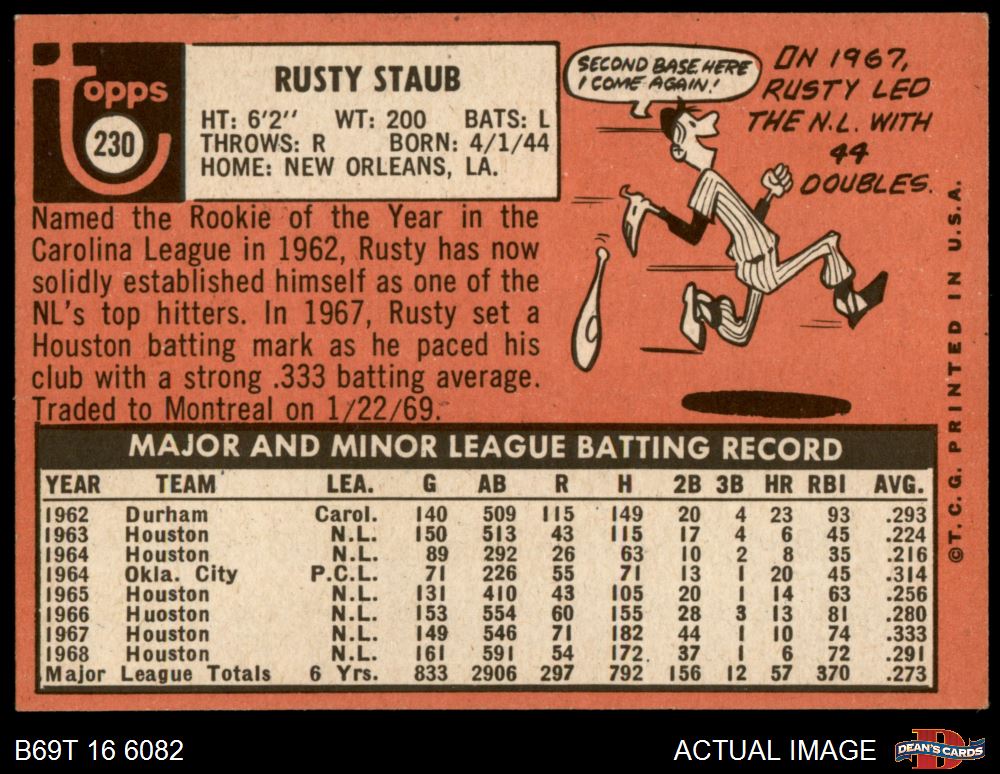 Topps
230
RUSTY STAUB
HT: 6'2" WT: 200 BATS: L
THROWS: R BORN: 4/1/44
HOME: NEW ORLEANS, LA.
Named the Rookie of the Year in the
Carolina League in 1962, Rusty has now
solidly established himself as one of the
NL's top hitters. In 1967, Rusty set a
Houston batting mark as he paced his
club with a strong .333 batting average.
Traded to Montreal on 1/22/69.
SECOND BASE HERE
I COME AGAIN!
ON 1967,
RUSTY LED
THE N.L. WITH
44
DOUBLES.
MAJOR AND MINOR LEAGUE BATTING RECORD
YEAR TEAM LEA. G AB R H 2B 3B HR RBI AVG.
1962 Durham Carol. 140 509 115 149 20 4 23 93 .293
1963 Houston N.L. 150 513 43 115 17 4 6 45 .224
1964 Houston N.L. 89 292 26 63 10 2 8 35 .216
1964 Okla. City P.C.L. 71 226 55 71 13 1 20 45 .314
1965 Houston N.L. 131 410 43 105 20 1 14 63 .256
1966 Huoston N.L. 153 554 60 155 28 3 13 81 .280
1967 Houston N.L. 149 546 71 182 44 1 10 74 .333
1968 Houston N.L. 161 591 54 172 37 1 6 72 .291
Major League Totals 6 Yrs. 833 2906 297 792 156 12 57 370 .273
©T.C.G. PRINTED IN U.S.A.
B69T 16 6082
ACTUAL IMAGE
D
DEAN'S CARDS